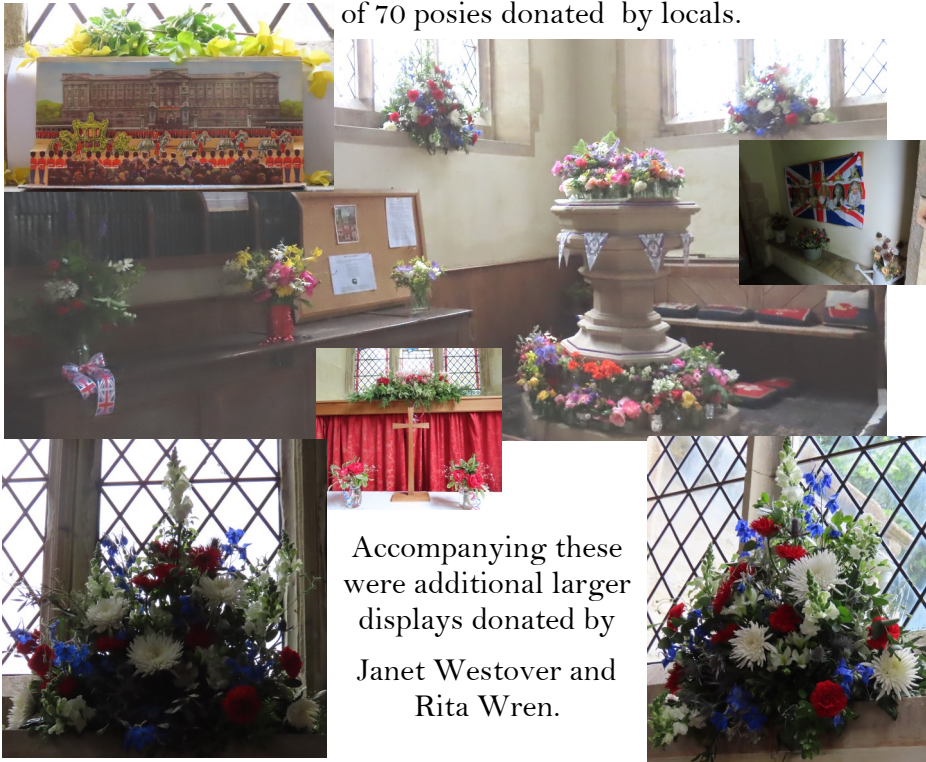 of 70 posies donated by locals.
Accompanying these
were additional larger
displays donated by
Janet Westover and
Rita Wren.